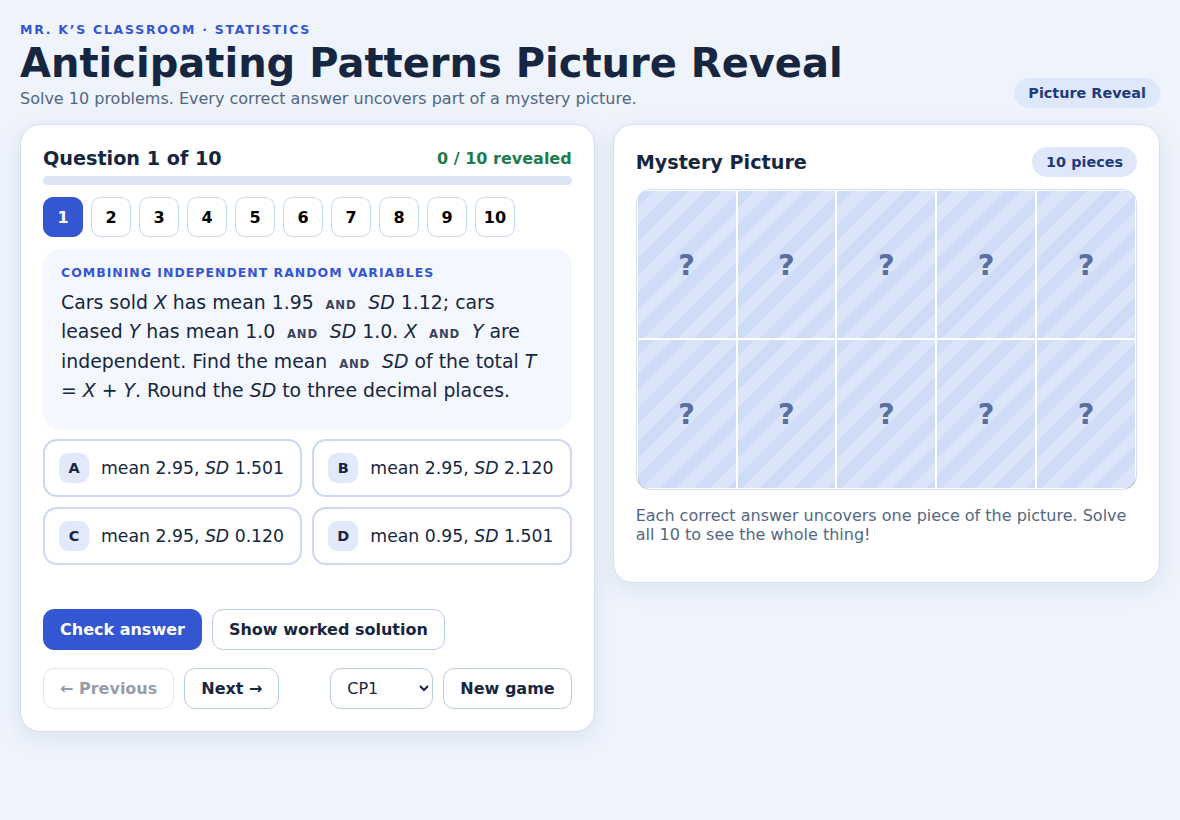 MR. K'S CLASSROOM · STATISTICS
Anticipating Patterns Picture Reveal
Solve 10 problems. Every correct answer uncovers part of a mystery picture.
Picture Reveal
Question 1 of 10
0 / 10 revealed
1 2 3 4 5 6 7 8 9 10
COMBINING INDEPENDENT RANDOM VARIABLES
Cars sold X has mean 1.95 AND SD 1.12; cars
leased Y has mean 1.0 AND SD 1.0. X AND Y are
independent. Find the mean AND SD of the total T
= X + Y. Round the SD to three decimal places.
A mean 2.95, SD 1.501
B mean 2.95, SD 2.120
C mean 2.95, SD 0.120
D mean 0.95, SD 1.501
Check answer
Show worked solution
← Previous
Next →
CP1
New game
Mystery Picture
10 pieces
? ? ? ? ?
? ? ? ? ?
Each correct answer uncovers one piece of the picture. Solve
all 10 to see the whole thing!